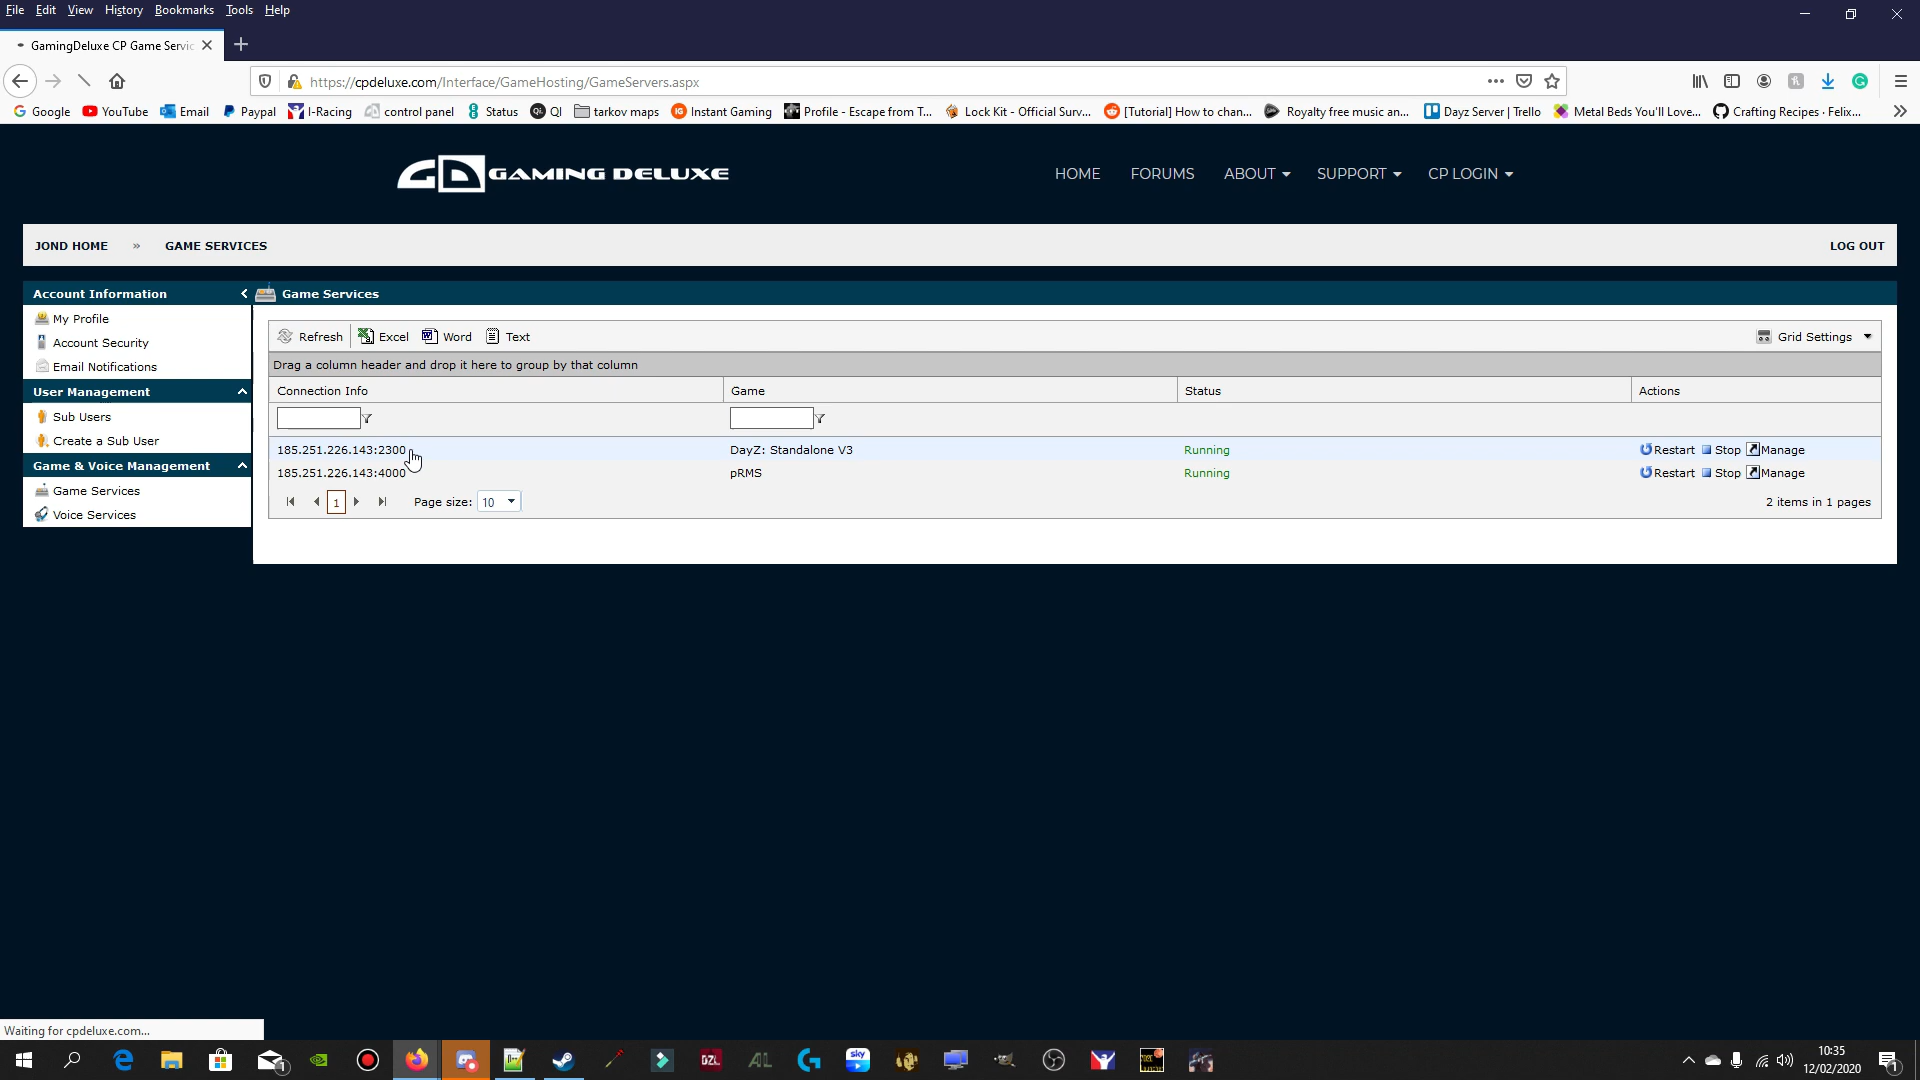 File Edit View History Bookmarks Tools Help
GamingDeluxe CP Game Servic
https://cpdeluxe.com/Interface/GameHosting/GameServers.aspx
Google YouTube Email Paypal I-Racing control panel Status QI tarkov maps Instant Gaming Profile - Escape from T... Lock Kit - Official Surv... [Tutorial] How to chan... Royalty free music an... Dayz Server | Trello Metal Beds You'll Love... Crafting Recipes · Felix...
GD GAMING DELUXE
HOME FORUMS ABOUT SUPPORT CP LOGIN
JOND HOME » GAME SERVICES LOG OUT
Account Information
My Profile
Account Security
Email Notifications
User Management
Sub Users
Create a Sub User
Game & Voice Management
Game Services
Voice Services
Game Services
Refresh Excel Word Text Grid Settings
Drag a column header and drop it here to group by that column
Connection Info Game Status Actions
185.251.226.143:2300 DayZ: Standalone V3 Running Restart Stop Manage
185.251.226.143:4000 pRMS Running Restart Stop Manage
1 Page size: 10 2 items in 1 pages
Waiting for cpdeluxe.com...
1 DZL AL sky 1
10:35
12/02/2020